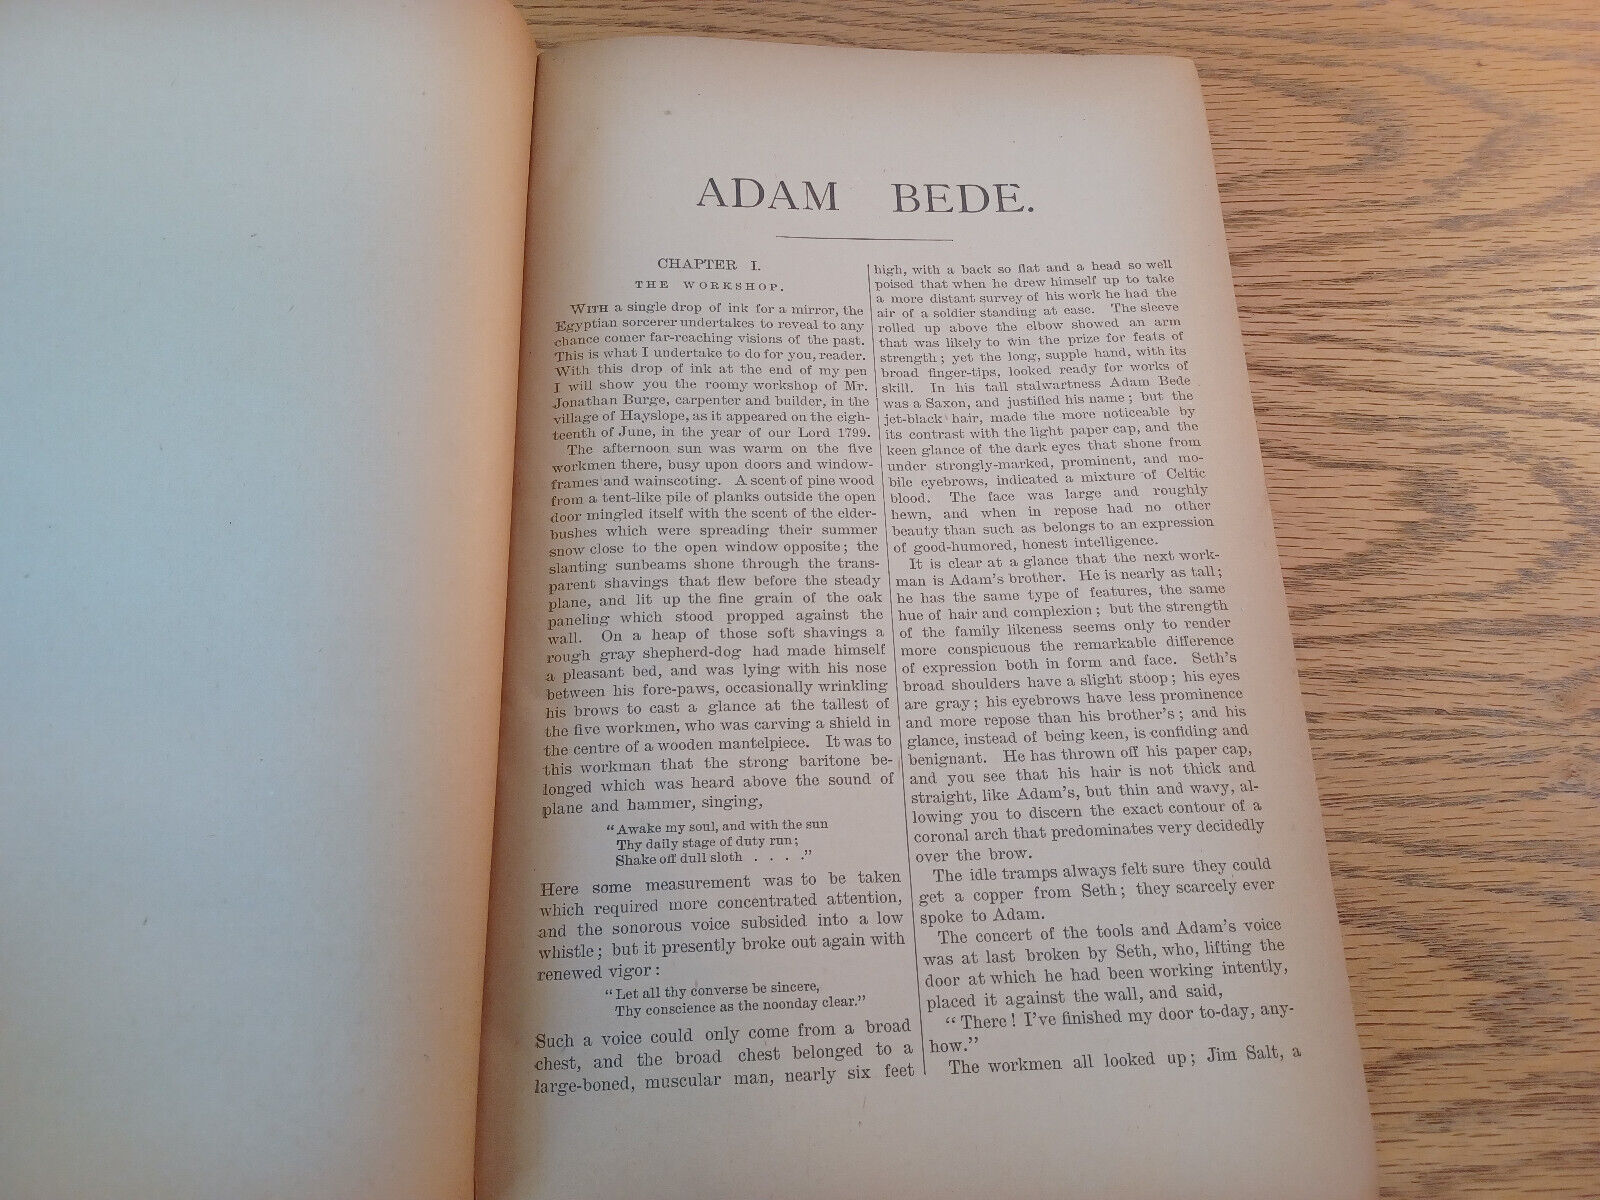 ADAM BEDE.
CHAPTER I.
THE WORKSHOP.
WITH a single drop of ink for a mirror, the
Egyptian sorcerer undertakes to reveal to any
chance comer far-reaching visions of the past.
This is what I undertake to do for you, reader.
With this drop of ink at the end of my pen
I will show you the roomy workshop of Mr.
Jonathan Burge, carpenter and builder, in the
village of Hayslope, as it appeared on the eigh-
teenth of June, in the year of our Lord 1799.
The afternoon sun was warm on the five
workmen there, busy upon doors and window-
frames and wainscoting. A scent of pine wood
from a tent-like pile of planks outside the open
door mingled itself with the scent of the elder-
bushes which were spreading their summer
snow close to the open window opposite; the
slanting sunbeams shone through the trans-
parent shavings that flew before the steady
plane, and lit up the fine grain of the oak
paneling which stood propped against the
wall. On a heap of those soft shavings a
rough gray shepherd-dog had made himself
a pleasant bed, and was lying with his nose
between his fore-paws, occasionally wrinkling
his brows to cast a glance at the tallest of
the five workmen, who was carving a shield in
the centre of a wooden mantelpiece. It was to
this workman that the strong baritone be-
longed which was heard above the sound of
plane and hammer, singing,
"Awake my soul, and with the sun
Thy daily stage of duty run;
Shake off dull sloth . . . ."
Here some measurement was to be taken
which required more concentrated attention,
and the sonorous voice subsided into a low
whistle; but it presently broke out again with
renewed vigor:
"Let all thy converse be sincere,
Thy conscience as the noonday clear."
Such a voice could only come from a broad
chest, and the broad chest belonged to a
large-boned, muscular man, nearly six feet
high, with a back so flat and a head so well
poised that when he drew himself up to take
a more distant survey of his work he had the
air of a soldier standing at ease. The sleeve
rolled up above the elbow showed an arm
that was likely to win the prize for feats of
strength; yet the long, supple hand, with its
broad finger-tips, looked ready for works of
skill. In his tall stalwartness Adam Bede
was a Saxon, and justified his name; but the
jet-black hair, made the more noticeable by
its contrast with the light paper cap, and the
keen glance of the dark eyes that shone from
under strongly-marked, prominent, and mo-
bile eyebrows, indicated a mixture of Celtic
blood. The face was large and roughly
hewn, and when in repose had no other
beauty than such as belongs to an expression
of good-humored, honest intelligence.
It is clear at a glance that the next work-
man is Adam's brother. He is nearly as tall;
he has the same type of features, the same
hue of hair and complexion; but the strength
of the family likeness seems only to render
more conspicuous the remarkable difference
of expression both in form and face. Seth's
broad shoulders have a slight stoop; his eyes
are gray; his eyebrows have less prominence
and more repose than his brother's; and his
glance, instead of being keen, is confiding and
benignant. He has thrown off his paper cap,
and you see that his hair is not thick and
straight, like Adam's, but thin and wavy, al-
lowing you to discern the exact contour of a
coronal arch that predominates very decidedly
over the brow.
The idle tramps always felt sure they could
get a copper from Seth; they scarcely ever
spoke to Adam.
The concert of the tools and Adam's voice
was at last broken by Seth, who, lifting the
door at which he had been working intently,
placed it against the wall, and said,
"There! I've finished my door to-day, any-
how."
The workmen all looked up; Jim Salt, a